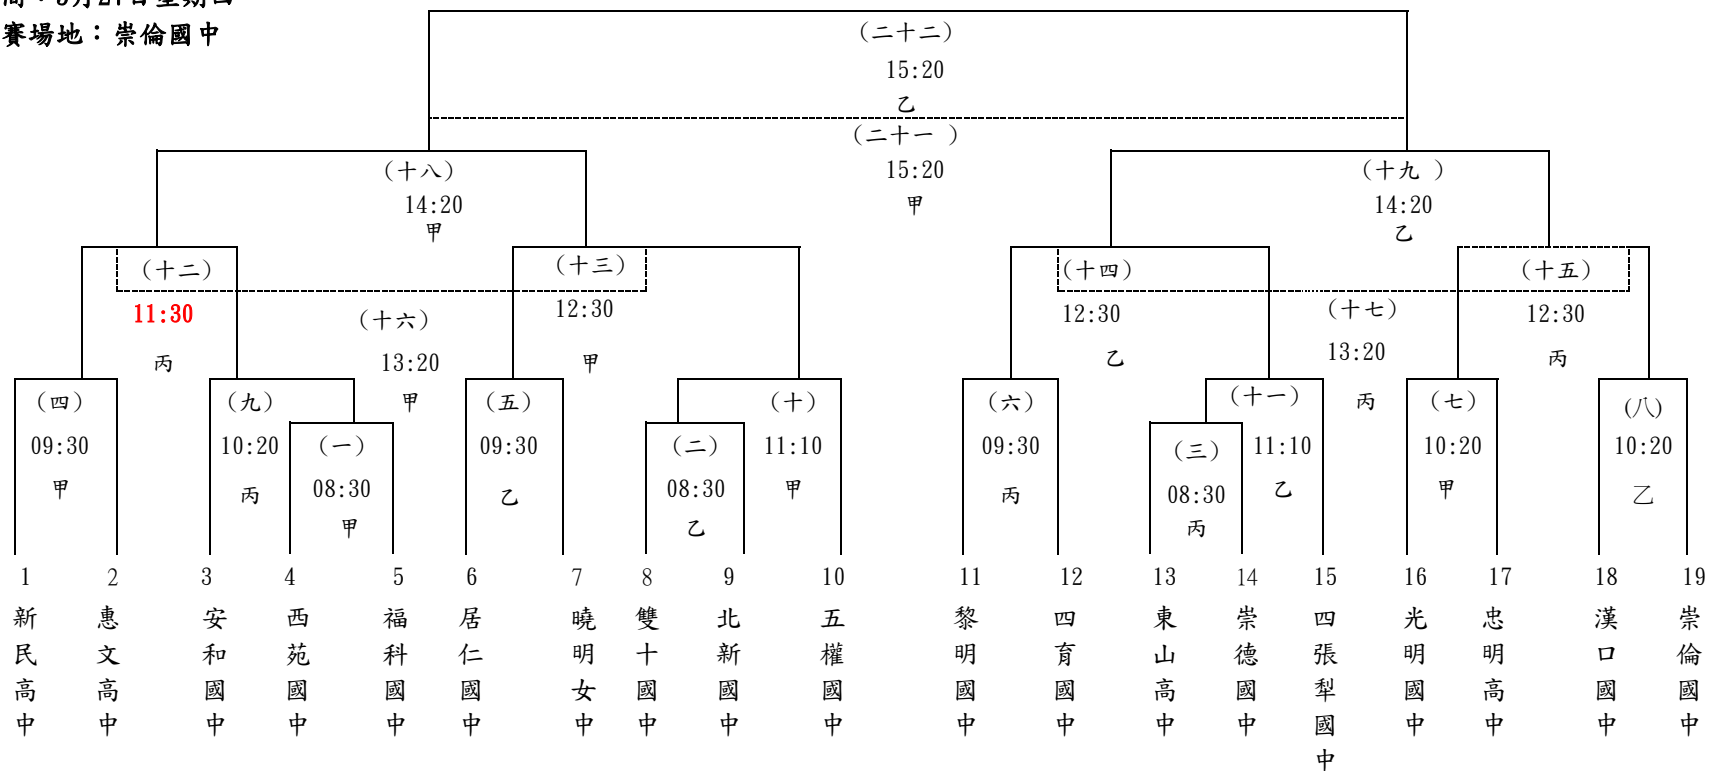 賽場地：崇倫國中
（二十二）
15:20
乙
（二十一 ）
15:20
甲
（十八）
14:20
甲
（十九 ）
14:20
乙
（十二）
11:30
丙
（十三）
12:30
甲
（十四）
12:30
乙
（十五）
12:30
丙
（十六）
13:20
甲
（十七）
13:20
丙
（四）
09:30
甲
（九）
10:20
丙
（一）
08:30
甲
（五）
09:30
乙
（二）
08:30
乙
（十）
11:10
甲
（六）
09:30
丙
（三）
08:30
丙
（十一）
11:10
乙
（七）
10:20
甲
(八)
10:20
乙
1
新民高中
2
惠文高中
3
安和國中
4
西苑國中
5
福科國中
6
居仁國中
7
曉明女中
8
雙十國中
9
北新國中
10
五權國中
11
黎明國中
12
四育國中
13
東山高中
14
崇德國中
15
四張犁國中
16
光明國中
17
忠明高中
18
漢口國中
19
崇倫國中